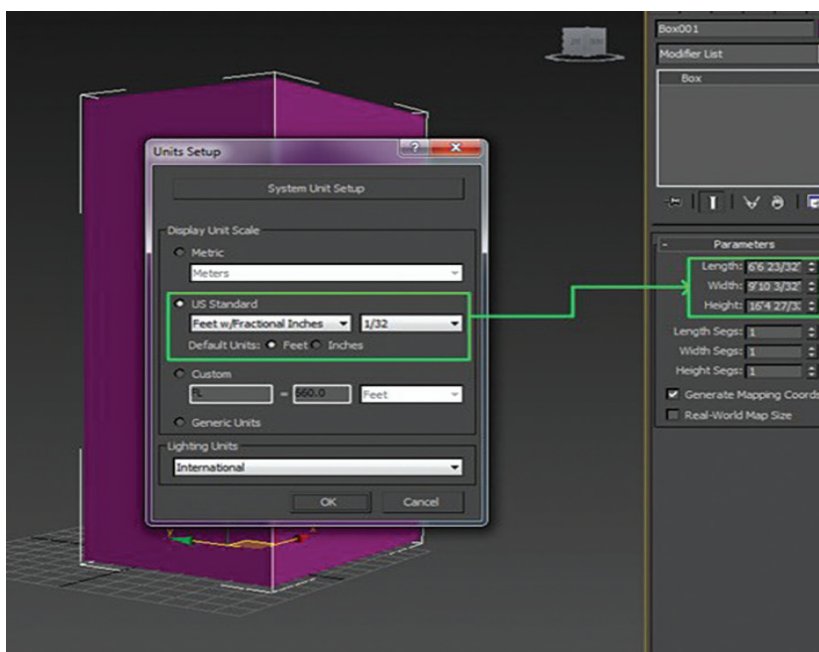 Box001
Modifier List
Box
Units Setup
System Unit Setup
Display Unit Scale
Metric
Meters
US Standard
Feet w/Fractional Inches 1/32
Default Units: Feet Inches
Custom
FL = 660.0 Feet
Generic Units
Lighting Units
International
OK Cancel
- Parameters
Length: 6'6 23/32"
Width: 9'10 3/32"
Height: 16'4 27/3
Length Segs: 1
Width Segs: 1
Height Segs: 1
Generate Mapping Coords
Real-World Map Size
y
x